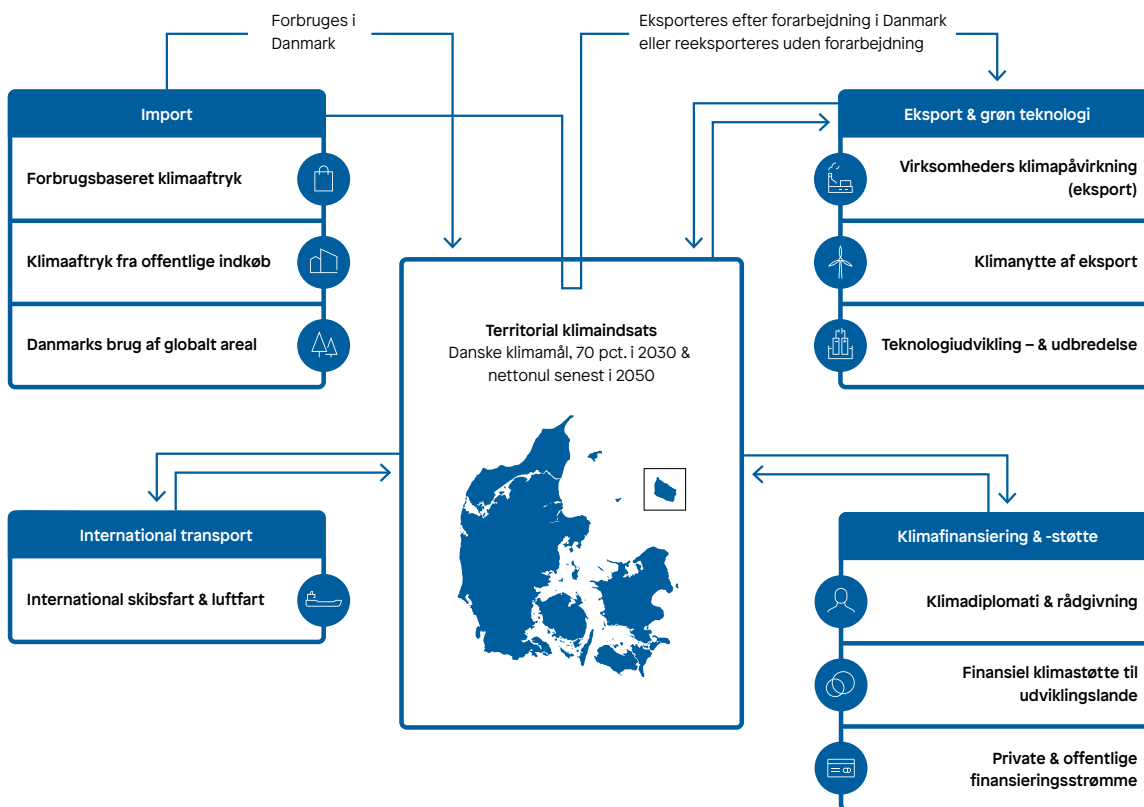 Forbruges i
Danmark
Eksporteres efter forarbejdning i Danmark
eller reeksporteres uden forarbejdning
Import
Forbrugsbaseret klimaaftryk
Klimaaftryk fra offentlige indkøb
Danmarks brug af globalt areal
Eksport & grøn teknologi
Virksomheders klimapåvirkning
(eksport)
Klimanytte af eksport
Teknologiudvikling – & udbredelse
Territorial klimaindsats
Danske klimamål, 70 pct. i 2030 &
nettonul senest i 2050
International transport
International skibsfart & luftfart
Klimafinansiering & -støtte
Klimadiplomati & rådgivning
Finansiel klimastøtte til
udviklingslande
Private & offentlige
finansieringsstrømme